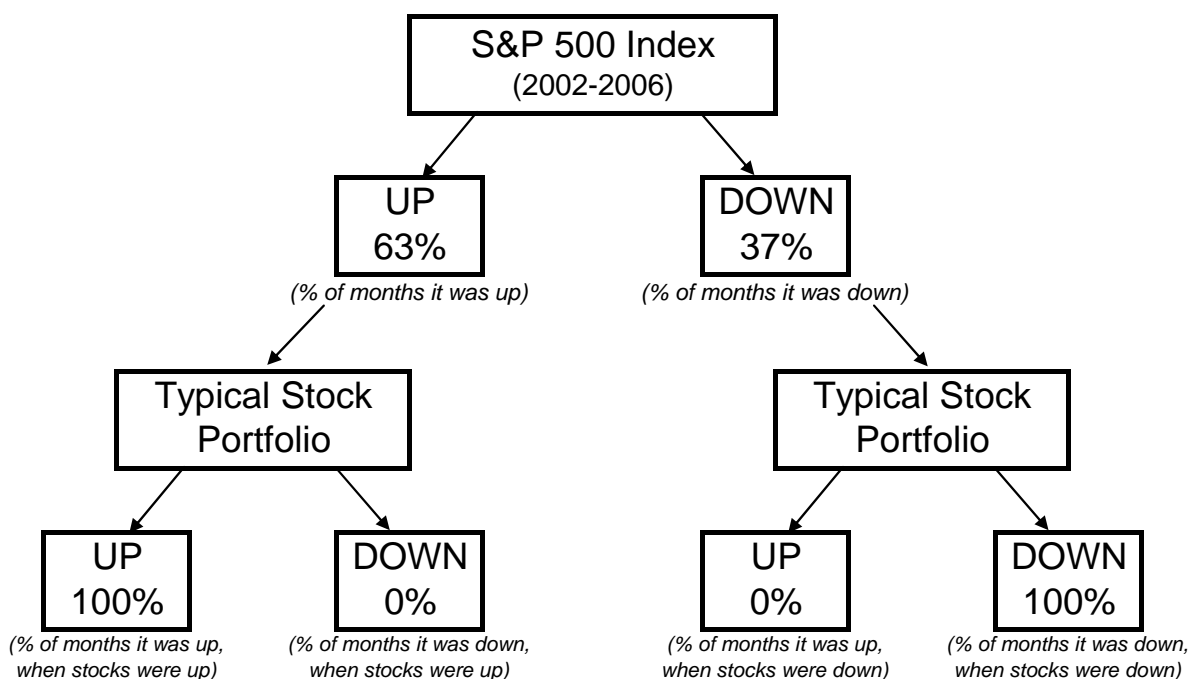 S&P 500 Index
(2002-2006)
UP
63%
(% of months it was up)
DOWN
37%
(% of months it was down)
Typical Stock
Portfolio
Typical Stock
Portfolio
UP
100%
(% of months it was up,
when stocks were up)
DOWN
0%
(% of months it was down,
when stocks were up)
UP
0%
(% of months it was up,
when stocks were down)
DOWN
100%
(% of months it was down,
when stocks were down)